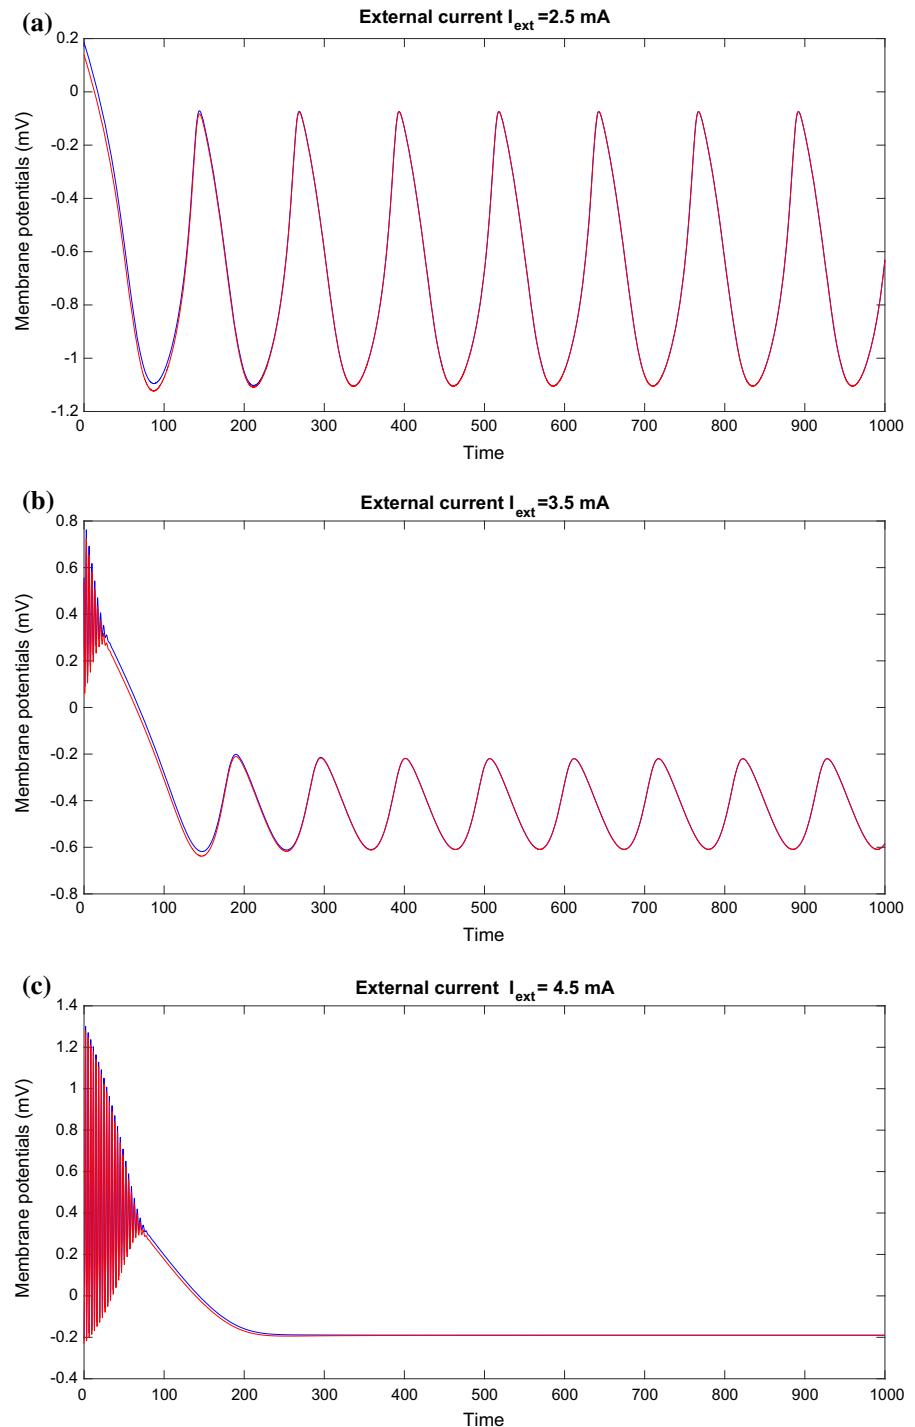 (a)
External current I_ext=2.5 mA
Membrane potentials (mV)
0.2
0
-0.2
-0.4
-0.6
-0.8
-1
-1.2
0 100 200 300 400 500 600 700 800 900 1000
Time
(b)
External current I_ext=3.5 mA
Membrane potentials (mV)
0.8
0.6
0.4
0.2
0
-0.2
-0.4
-0.6
-0.8
0 100 200 300 400 500 600 700 800 900 1000
Time
(c)
External current I_ext= 4.5 mA
Membrane potentials (mV)
1.4
1.2
1
0.8
0.6
0.4
0.2
0
-0.2
-0.4
0 100 200 300 400 500 600 700 800 900 1000
Time